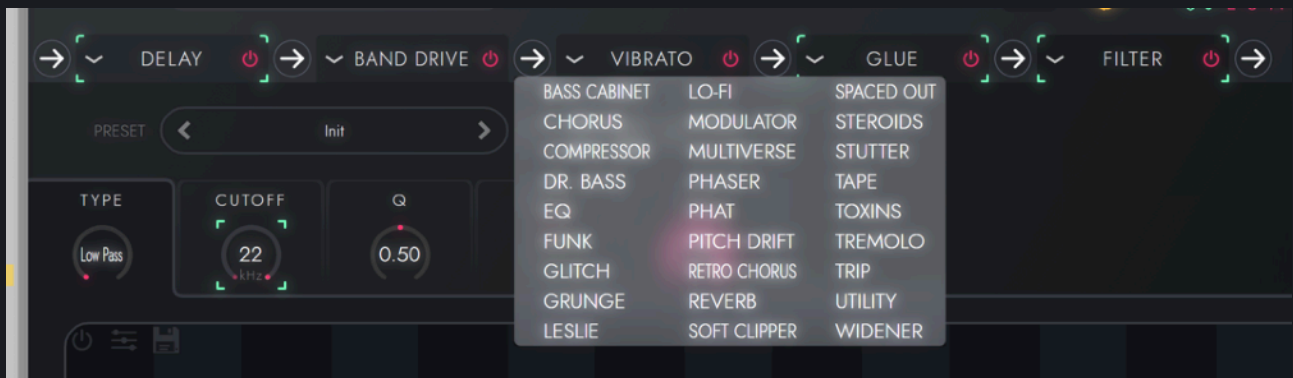 DELAY BAND DRIVE VIBRATO GLUE FILTER
PRESET Init
TYPE CUTOFF Q
Low Pass 22 kHz 0.50
BASS CABINET LO-FI SPACED OUT
CHORUS MODULATOR STEROIDS
COMPRESSOR MULTIVERSE STUTTER
DR. BASS PHASER TAPE
EQ PHAT TOXINS
FUNK PITCH DRIFT TREMOLO
GLITCH RETRO CHORUS TRIP
GRUNGE REVERB UTILITY
LESLIE SOFT CLIPPER WIDENER